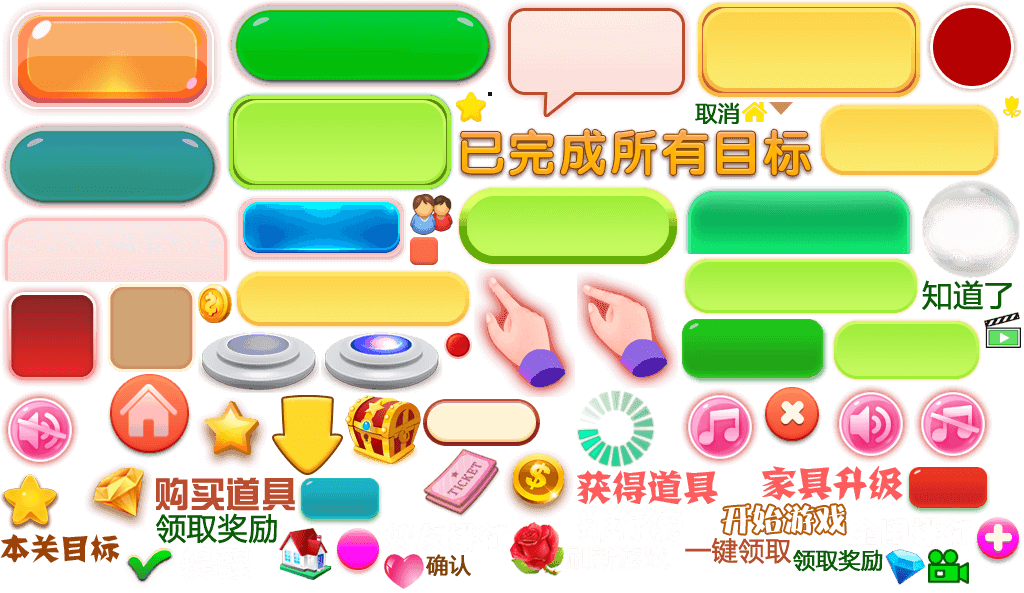 取消
已完成所有目标
知道了
TICKET
获得道具
家具升级
购买道具
领取奖励
开始游戏
本关目标
一键领取
领取奖励
确认